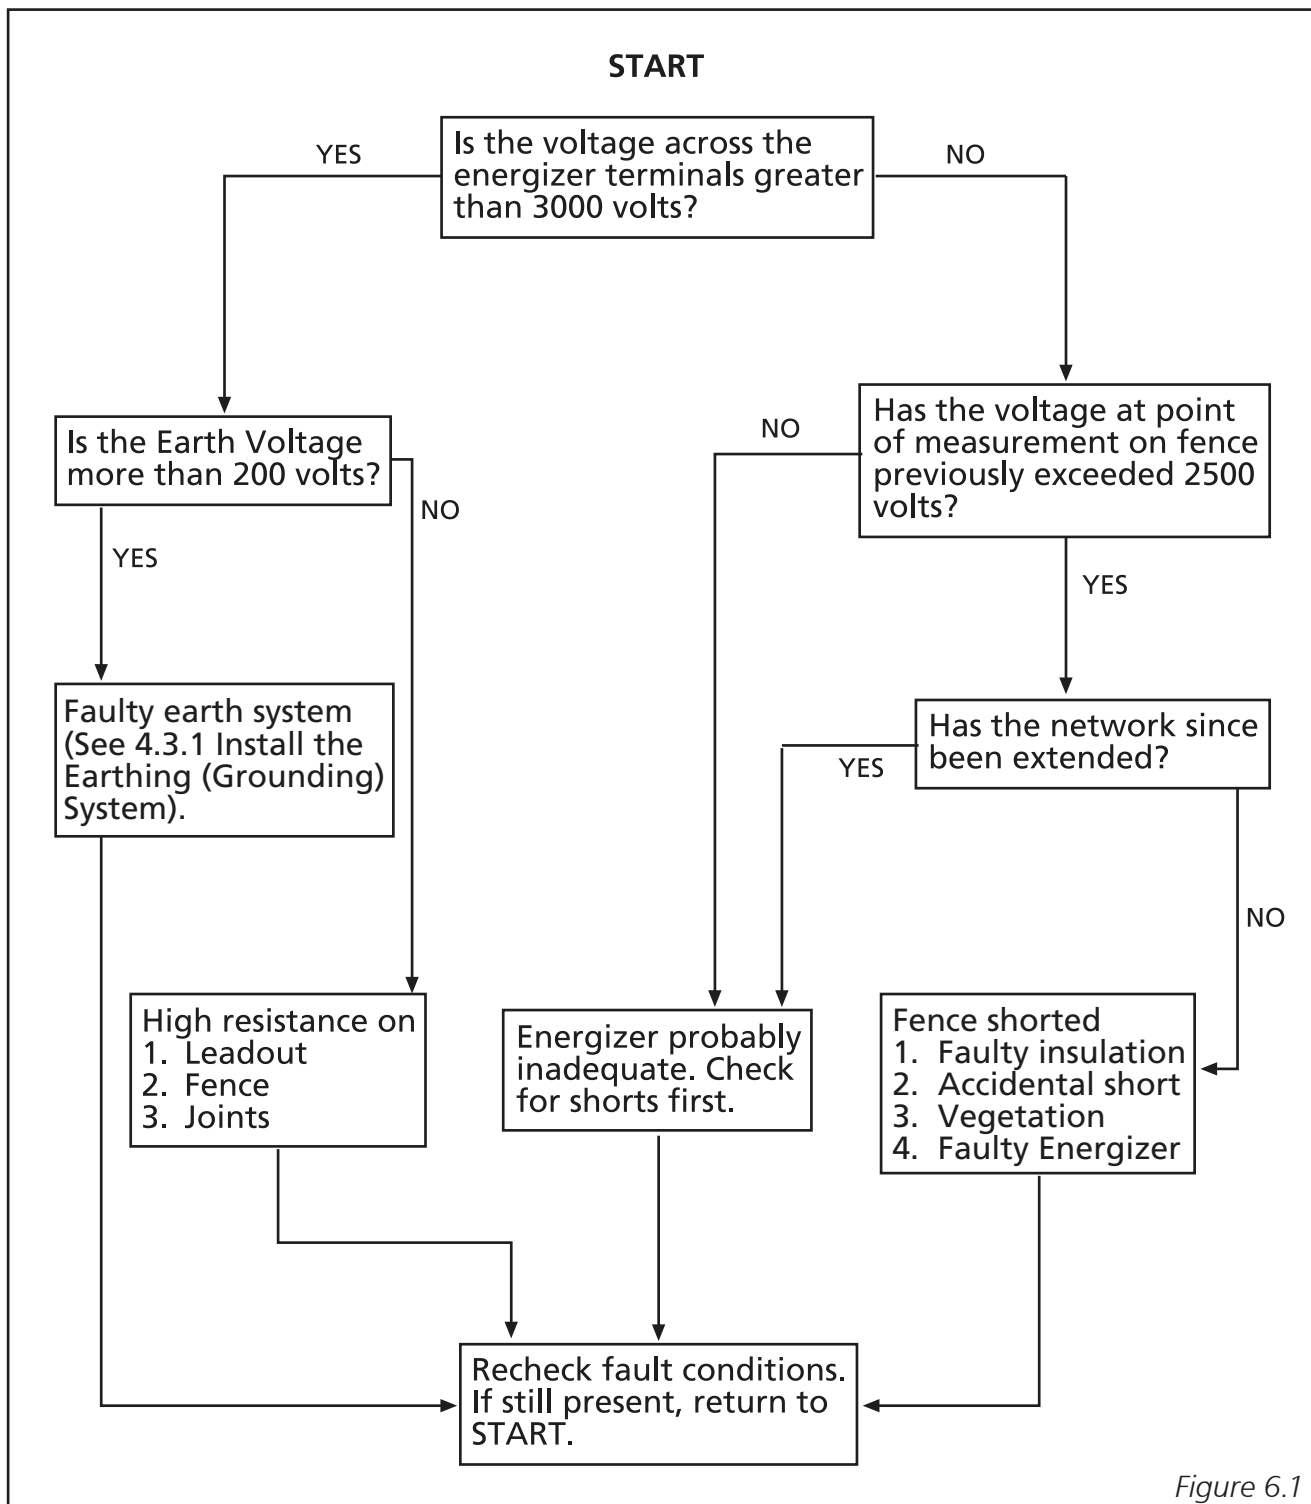 START
Is the voltage across the
energizer terminals greater
than 3000 volts?
YES
NO
Is the Earth Voltage
more than 200 volts?
Has the voltage at point
of measurement on fence
previously exceeded 2500
volts?
NO
NO
YES
YES
Faulty earth system
(See 4.3.1 Install the
Earthing (Grounding)
System).
Has the network since
been extended?
YES
NO
High resistance on
1. Leadout
2. Fence
3. Joints
Energizer probably
inadequate. Check
for shorts first.
Fence shorted
1. Faulty insulation
2. Accidental short
3. Vegetation
4. Faulty Energizer
Recheck fault conditions.
If still present, return to
START.
Figure 6.1